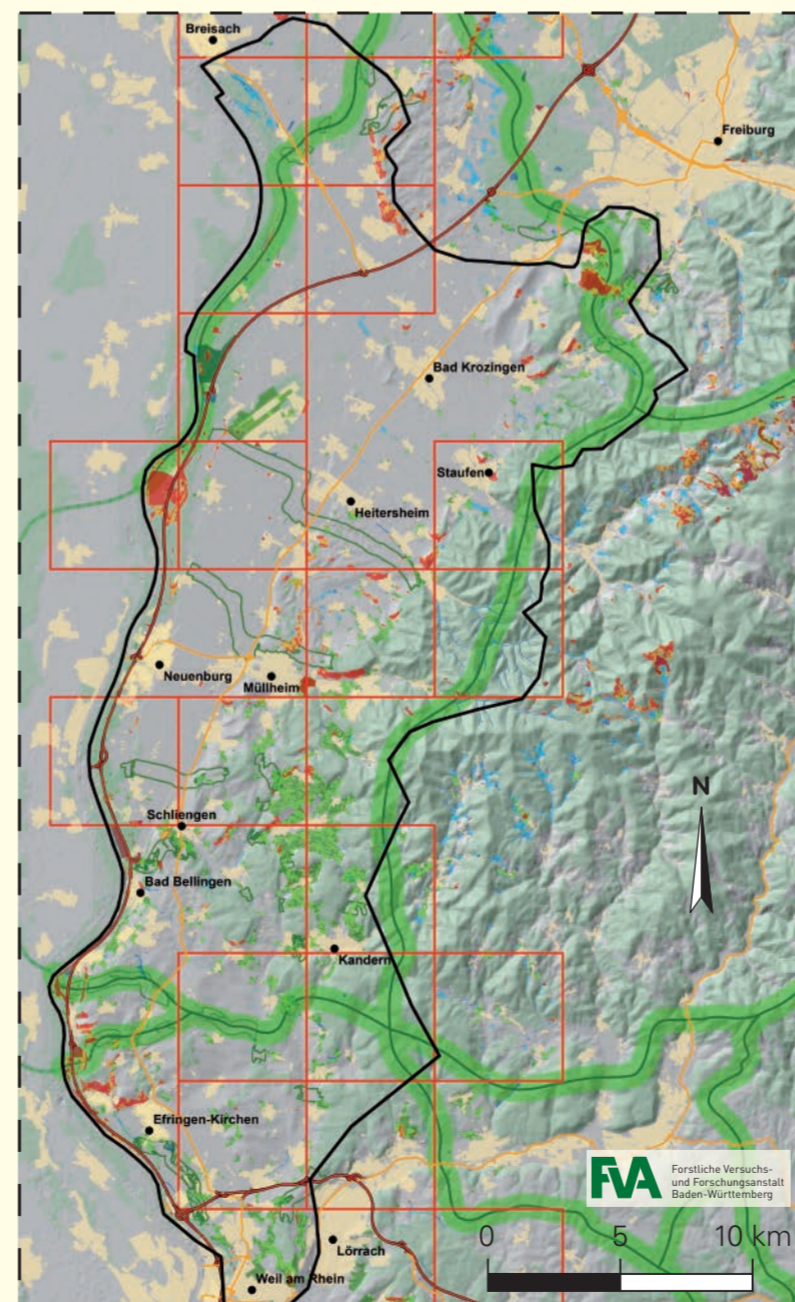 Breisach
Freiburg
Bad Krozingen
Staufen
Heitersheim
Neuenburg
Müllheim
N
Schliengen
Bad Bellingen
Kandern
Efringen-Kirchen
FVA
Forstliche Versuchs-
und Forschungsanstalt
Baden-Württemberg
0 5 10 km
Lörrach
Weil am Rhein